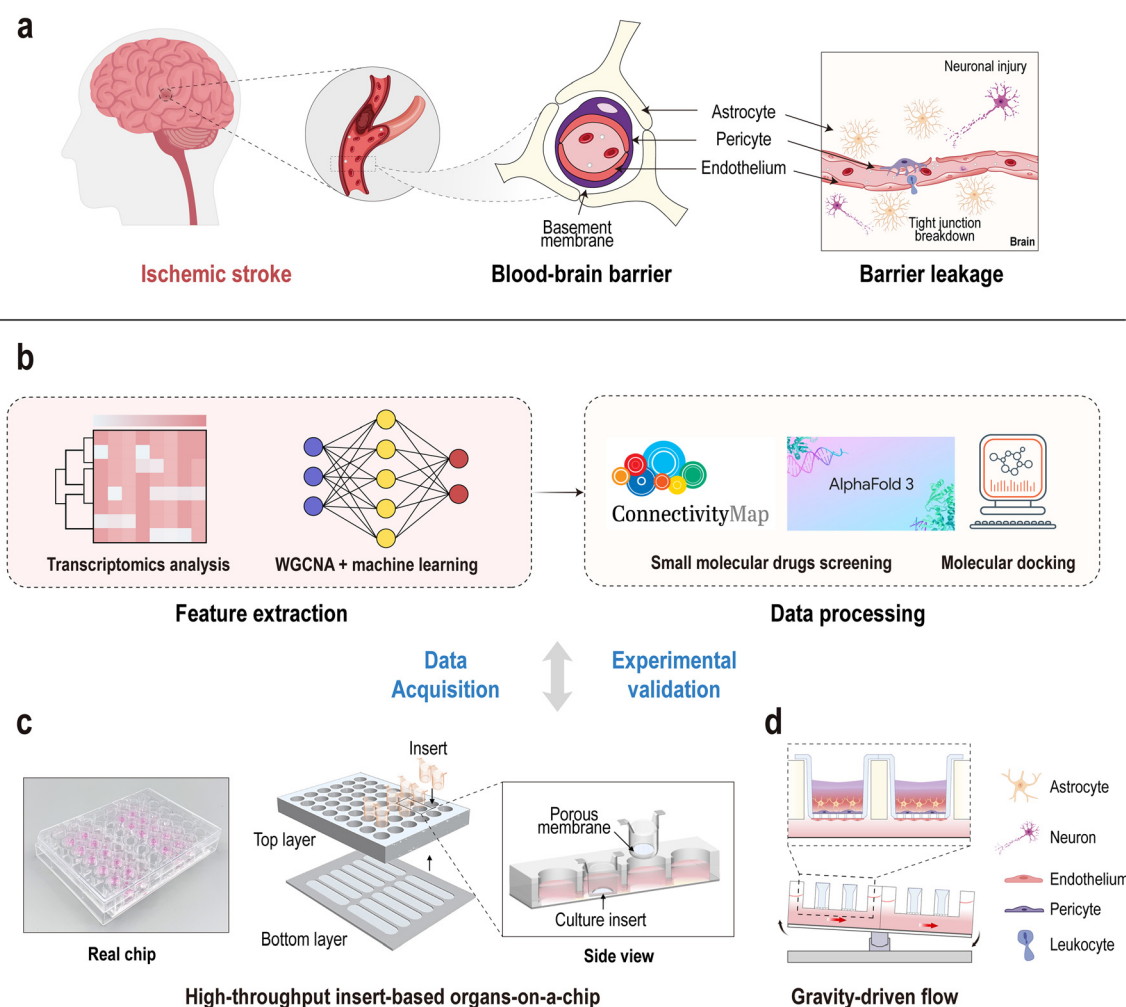 a
Astrocyte
Pericyte
Endothelium
Basement
membrane
Neuronal injury
Tight junction
breakdown
Brain
Ischemic stroke
Blood-brain barrier
Barrier leakage
b
Transcriptomics analysis
WGCNA + machine learning
Feature extraction
ConnectivityMap
AlphaFold 3
Small molecular drugs screening
Molecular docking
Data processing
Data
Acquisition
Experimental
validation
c
Real chip
Insert
Top layer
Bottom layer
Porous
membrane
Culture insert
Side view
High-throughput insert-based organs-on-a-chip
d
Astrocyte
Neuron
Endothelium
Pericyte
Leukocyte
Gravity-driven flow